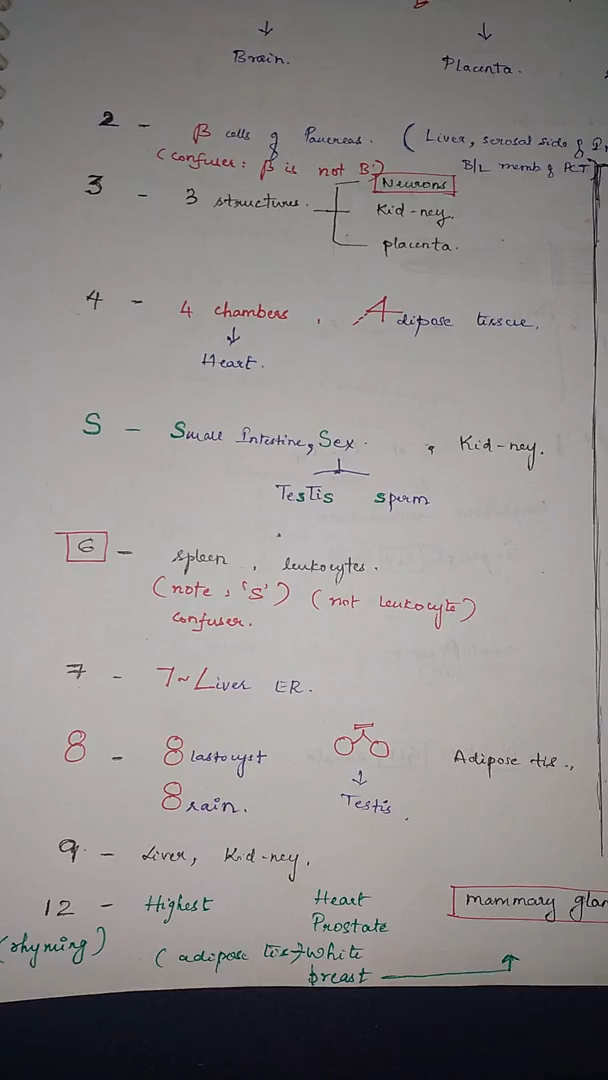 ↓ ↓
Brain. Placenta.
2 - β cells of Pancreas. (Liver, serosal side of
(confuser: β is not B) B/L memb of PCT)
3 - 3 structures. Neurons
Kid-ney.
placenta.
4 - 4 chambers, Adipose tissue.
↓
Heart.
S - Small Intestine, Sex. , Kid-ney.
Testis sperm
6 - spleen, leukocytes.
(note, 'S') (not leukocyte)
confuser.
7 - 7~Liver ER.
8 - 8lastocyst Adipose tis.,
↓
8rain. Testis.
9 - Liver, Kid-ney.
12 - Highest Heart mammary glan
Prostate
(rhyming) (adipose tis→white
breast